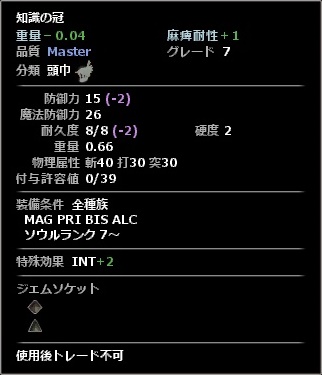 知識の冠
重量－0.04 麻痺耐性＋1
品質 Master グレード 7
分類 頭巾
防御力 15 (-2)
魔法防御力 26
耐久度 8/8 (-2) 硬度 2
重量 0.66
物理属性 斬40 打30 突30
付与許容値 0/39
装備条件 全種族
MAG PRI BIS ALC
ソウルランク 7～
特殊効果 INT+2
ジェムソケット
使用後トレード不可